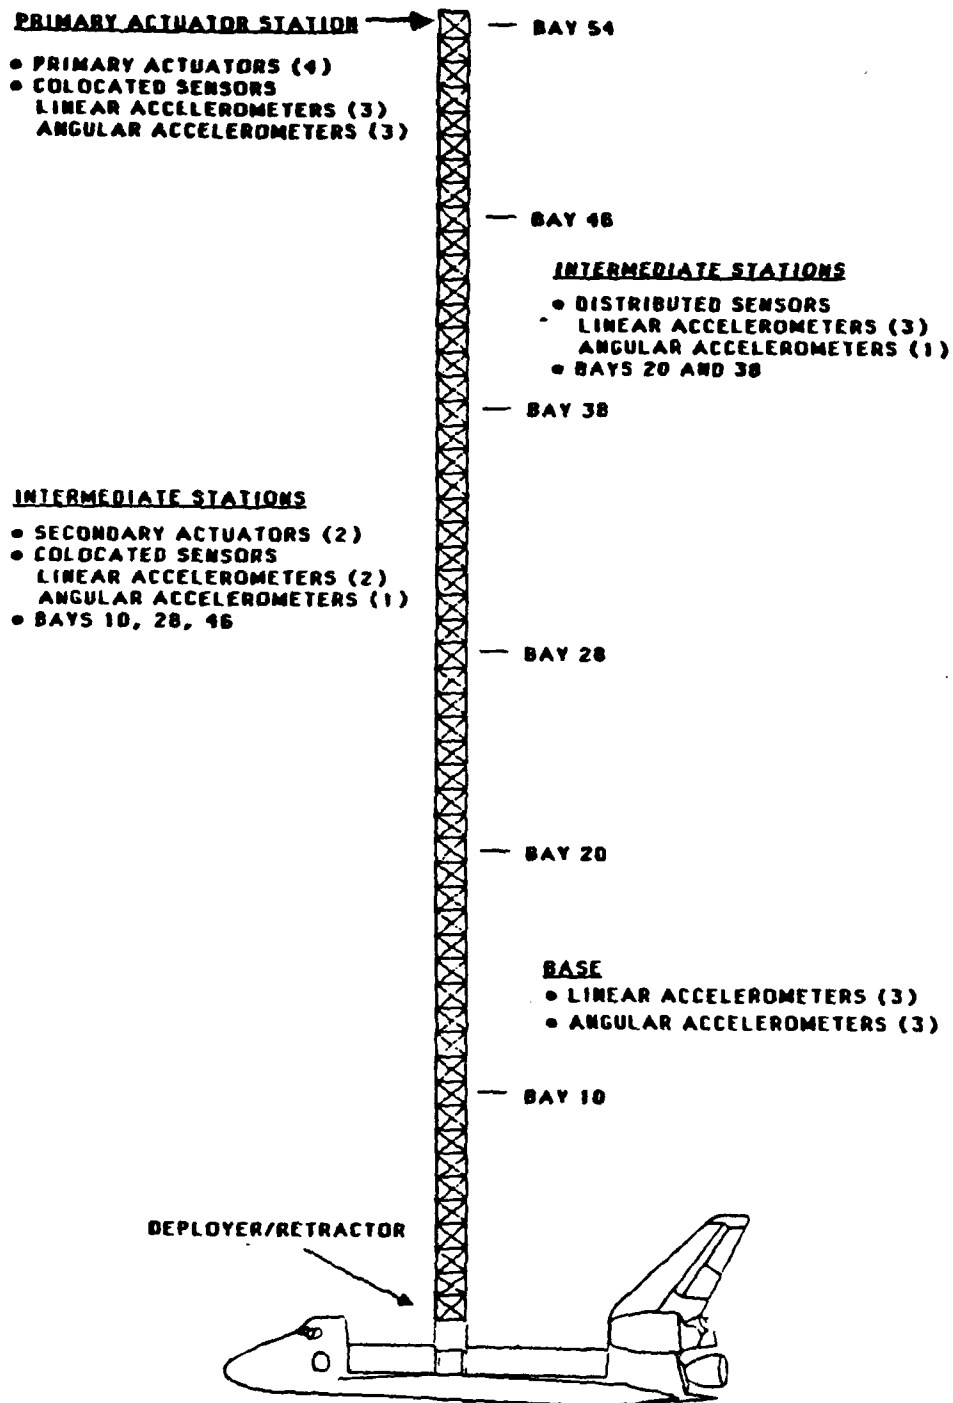 PRIMARY ACTUATOR STATION
• PRIMARY ACTUATORS (4)
• COLOCATED SENSORS
LINEAR ACCELEROMETERS (3)
ANGULAR ACCELEROMETERS (3)
BAY 54
BAY 46
INTERMEDIATE STATIONS
• DISTRIBUTED SENSORS
LINEAR ACCELEROMETERS (3)
ANGULAR ACCELEROMETERS (1)
• BAYS 20 AND 38
BAY 38
INTERMEDIATE STATIONS
• SECONDARY ACTUATORS (2)
• COLOCATED SENSORS
LINEAR ACCELEROMETERS (2)
ANGULAR ACCELEROMETERS (1)
• BAYS 10, 28, 46
BAY 28
BAY 20
BASE
• LINEAR ACCELEROMETERS (3)
• ANGULAR ACCELEROMETERS (3)
BAY 10
DEPLOYER/RETRACTOR